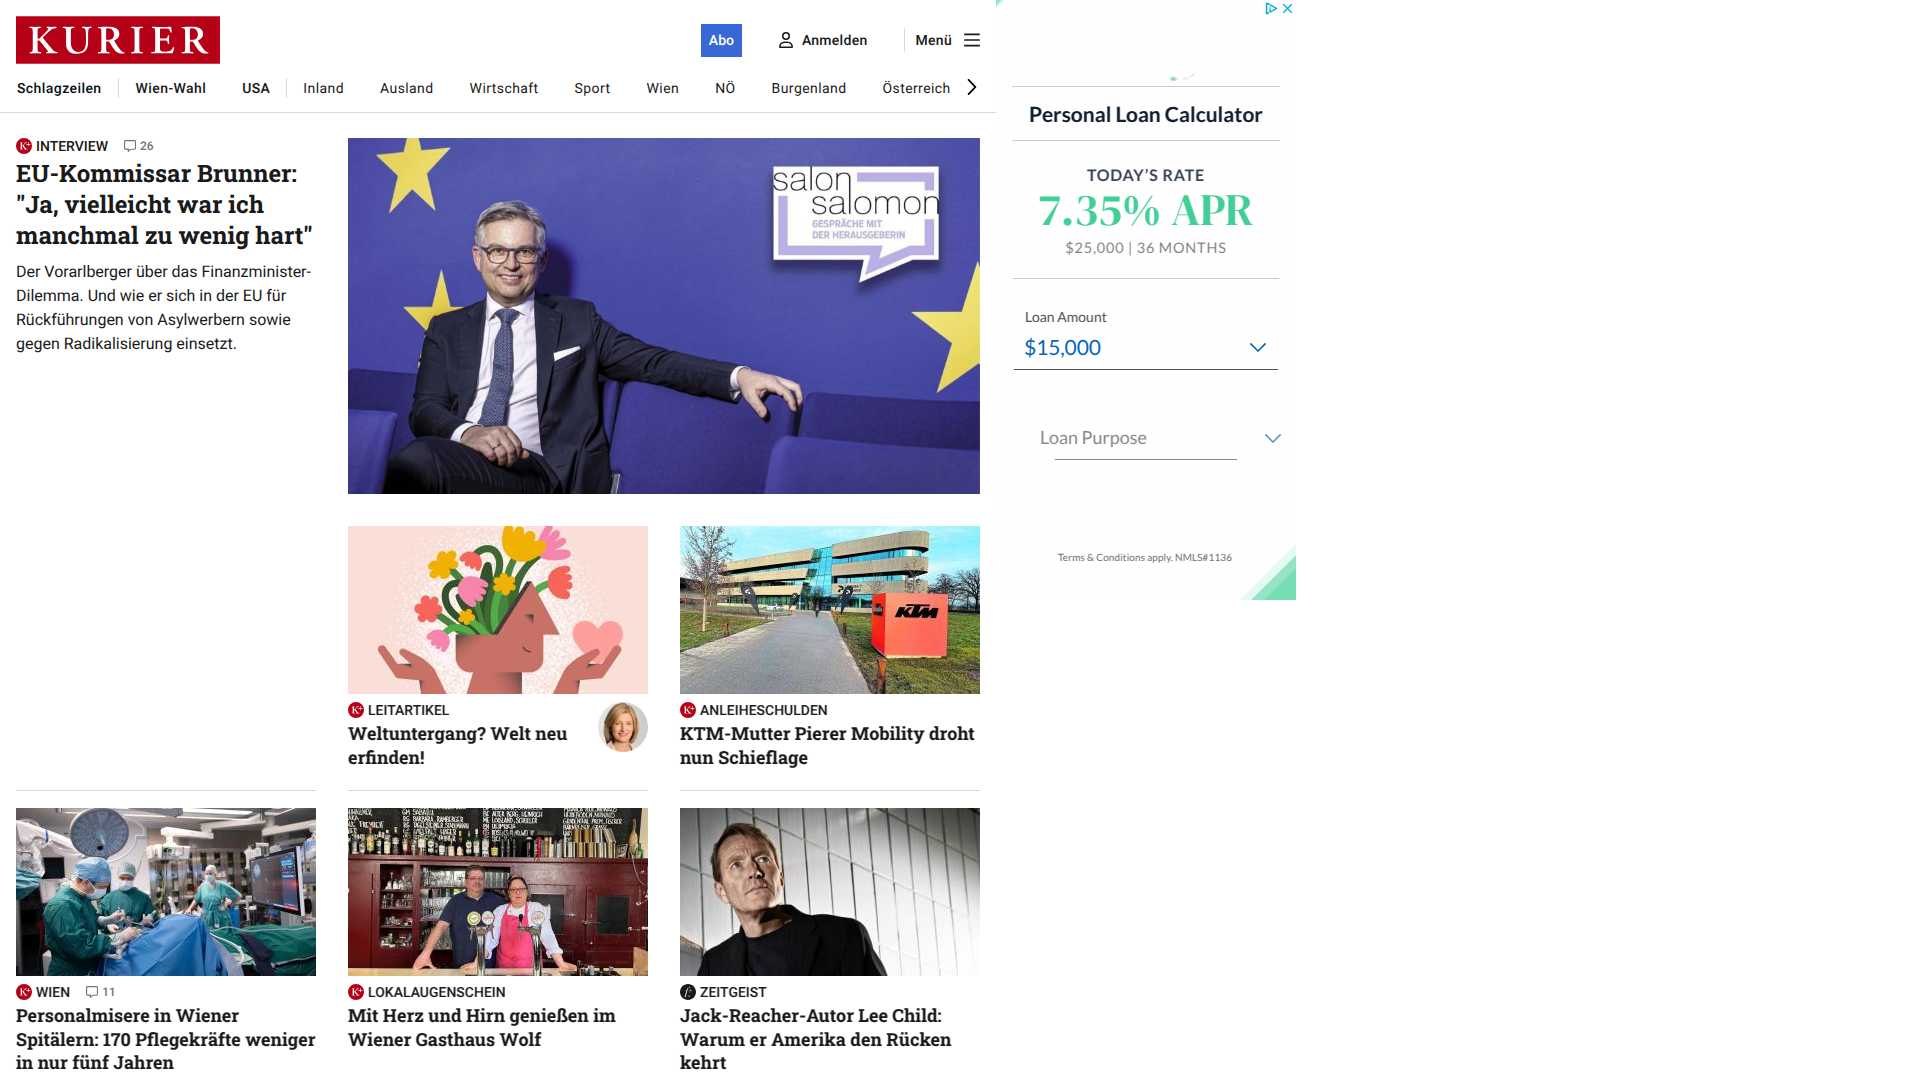 KURIER
Abo
Anmelden
Menü
Schlagzeilen
Wien-Wahl
USA
Inland
Ausland
Wirtschaft
Sport
Wien
NÖ
Burgenland
Österreich
K+ INTERVIEW 26
EU-Kommissar Brunner:
"Ja, vielleicht war ich
manchmal zu wenig hart"
Der Vorarlberger über das Finanzminister-
Dilemma. Und wie er sich in der EU für
Rückführungen von Asylwerbern sowie
gegen Radikalisierung einsetzt.
salon
salomon
GESPRÄCHE MIT
DER HERAUSGEBERIN
K+ LEITARTIKEL
Weltuntergang? Welt neu
erfinden!
KTM
K+ ANLEIHESCHULDEN
KTM-Mutter Pierer Mobility droht
nun Schieflage
K+ WIEN 11
Personalmisere in Wiener
Spitälern: 170 Pflegekräfte weniger
in nur fünf Jahren
K+ LOKALAUGENSCHEIN
Mit Herz und Hirn genießen im
Wiener Gasthaus Wolf
f ZEITGEIST
Jack-Reacher-Autor Lee Child:
Warum er Amerika den Rücken
kehrt
Personal Loan Calculator
TODAY'S RATE
7.35% APR
$25,000 | 36 MONTHS
Loan Amount
$15,000
Loan Purpose
Terms & Conditions apply. NMLS#1136